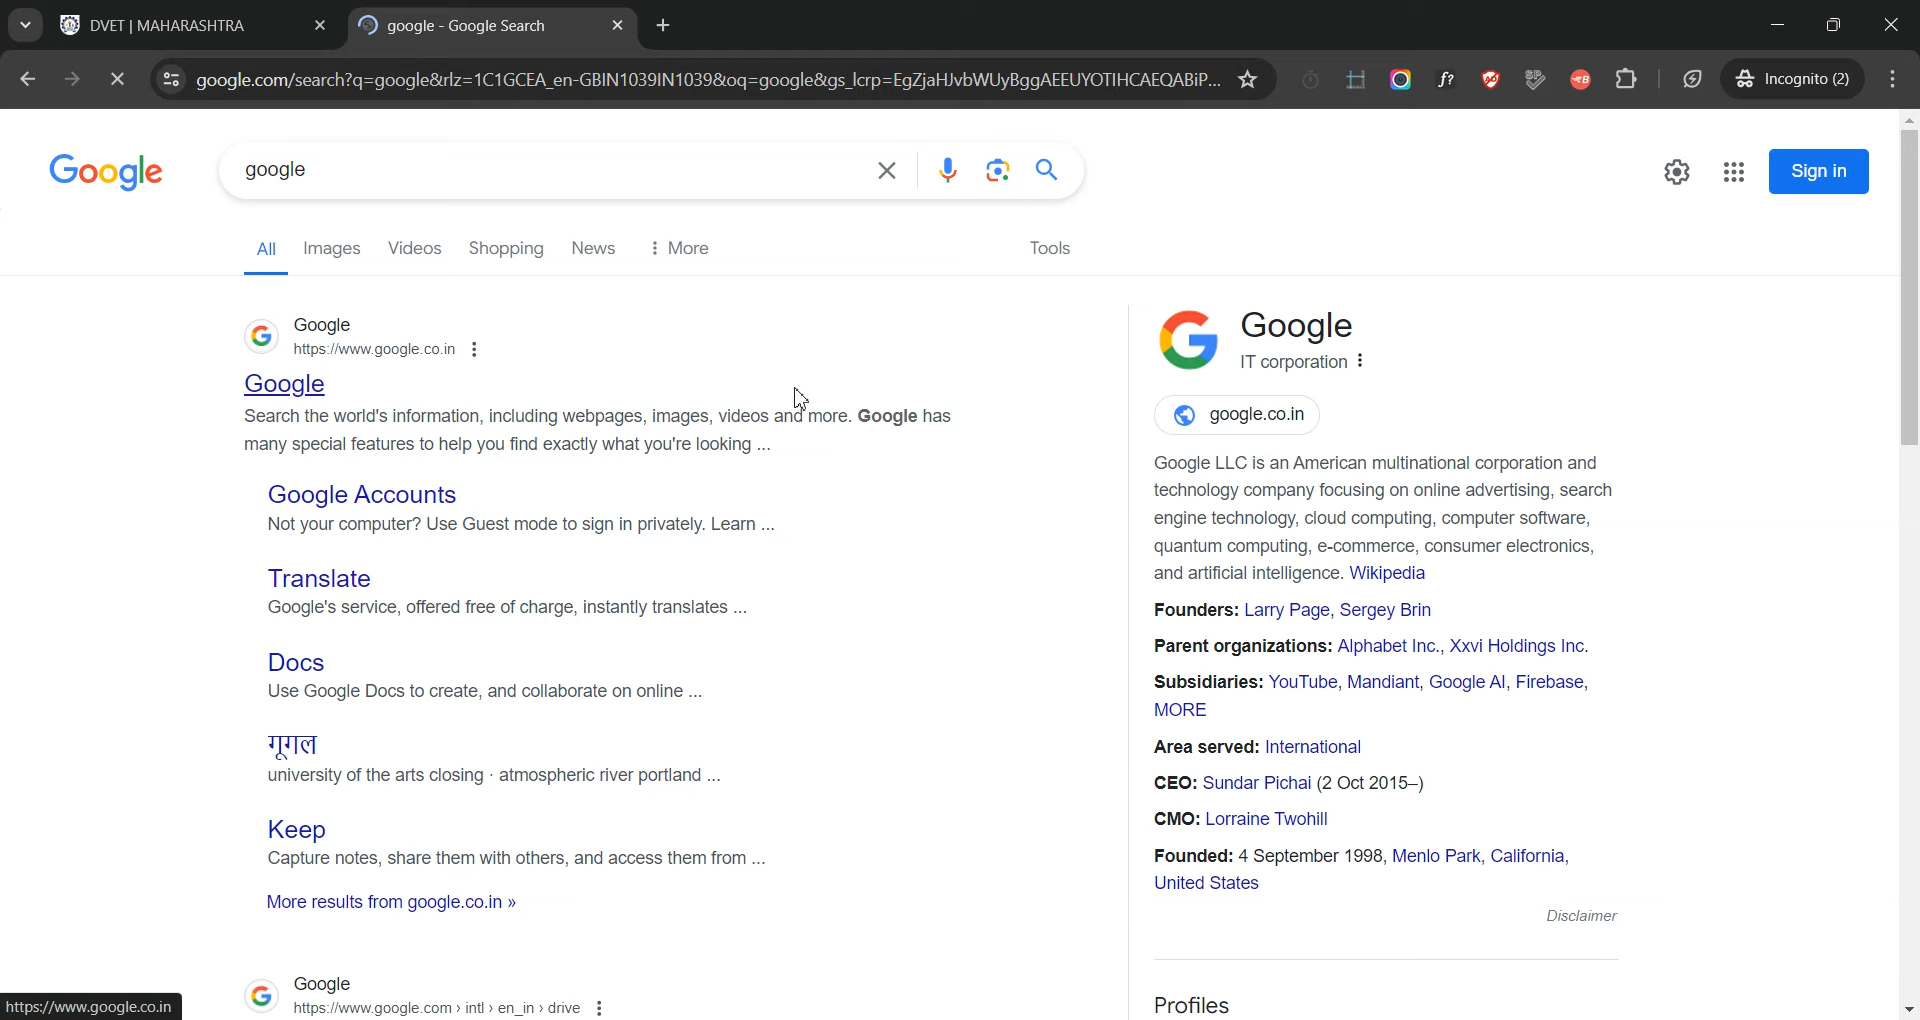 DVET | MAHARASHTRA
google - Google Search
google.com/search?q=google&rlz=1C1GCEA_en-GBIN1039IN1039&oq=google&gs_lcrp=EgZjaHJvbWUyBggAEEUYOTIHCAEQABiP...
Incognito (2)
Google
google
Sign in
All Images Videos Shopping News More Tools
Google
https://www.google.co.in
Google
Search the world's information, including webpages, images, videos and more. Google has
many special features to help you find exactly what you're looking ...
Google Accounts
Not your computer? Use Guest mode to sign in privately. Learn ...
Translate
Google's service, offered free of charge, instantly translates ...
Docs
Use Google Docs to create, and collaborate on online ...
गूगल
university of the arts closing · atmospheric river portland ...
Keep
Capture notes, share them with others, and access them from ...
More results from google.co.in »
Google
https://www.google.com › intl › en_in › drive
https://www.google.co.in
Google
IT corporation
google.co.in
Google LLC is an American multinational corporation and
technology company focusing on online advertising, search
engine technology, cloud computing, computer software,
quantum computing, e-commerce, consumer electronics,
and artificial intelligence. Wikipedia
Founders: Larry Page, Sergey Brin
Parent organizations: Alphabet Inc., Xxvi Holdings Inc.
Subsidiaries: YouTube, Mandiant, Google AI, Firebase,
MORE
Area served: International
CEO: Sundar Pichai (2 Oct 2015–)
CMO: Lorraine Twohill
Founded: 4 September 1998, Menlo Park, California,
United States
Disclaimer
Profiles